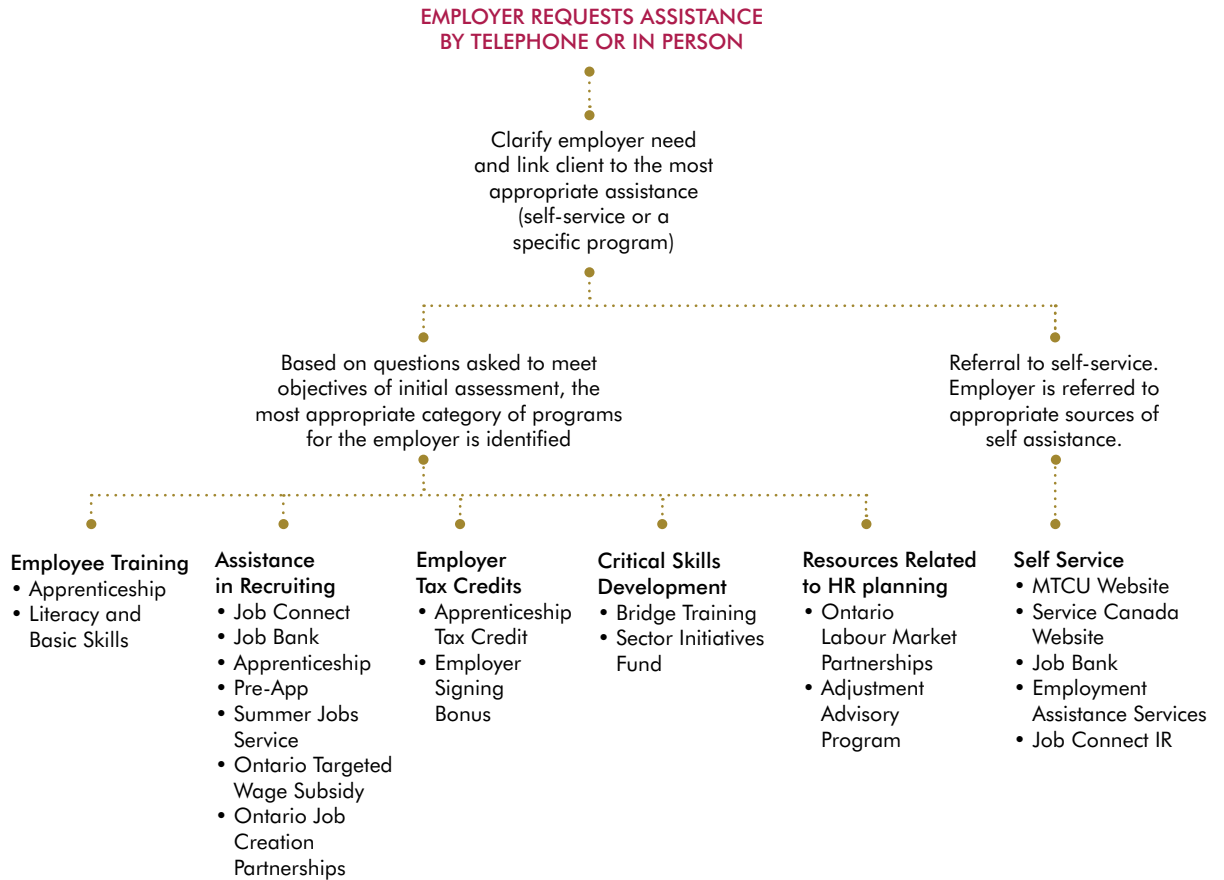 EMPLOYER REQUESTS ASSISTANCE
BY TELEPHONE OR IN PERSON
Clarify employer need
and link client to the most
appropriate assistance
(self-service or a
specific program)
Based on questions asked to meet
objectives of initial assessment, the
most appropriate category of programs
for the employer is identified
Referral to self-service.
Employer is referred to
appropriate sources of
self assistance.
Employee Training
• Apprenticeship
• Literacy and
Basic Skills
Assistance
in Recruiting
• Job Connect
• Job Bank
• Apprenticeship
• Pre-App
• Summer Jobs
Service
• Ontario Targeted
Wage Subsidy
• Ontario Job
Creation
Partnerships
Employer
Tax Credits
• Apprenticeship
Tax Credit
• Employer
Signing
Bonus
Critical Skills
Development
• Bridge Training
• Sector Initiatives
Fund
Resources Related
to HR planning
• Ontario
Labour Market
Partnerships
• Adjustment
Advisory
Program
Self Service
• MTCU Website
• Service Canada
Website
• Job Bank
• Employment
Assistance Services
• Job Connect IR